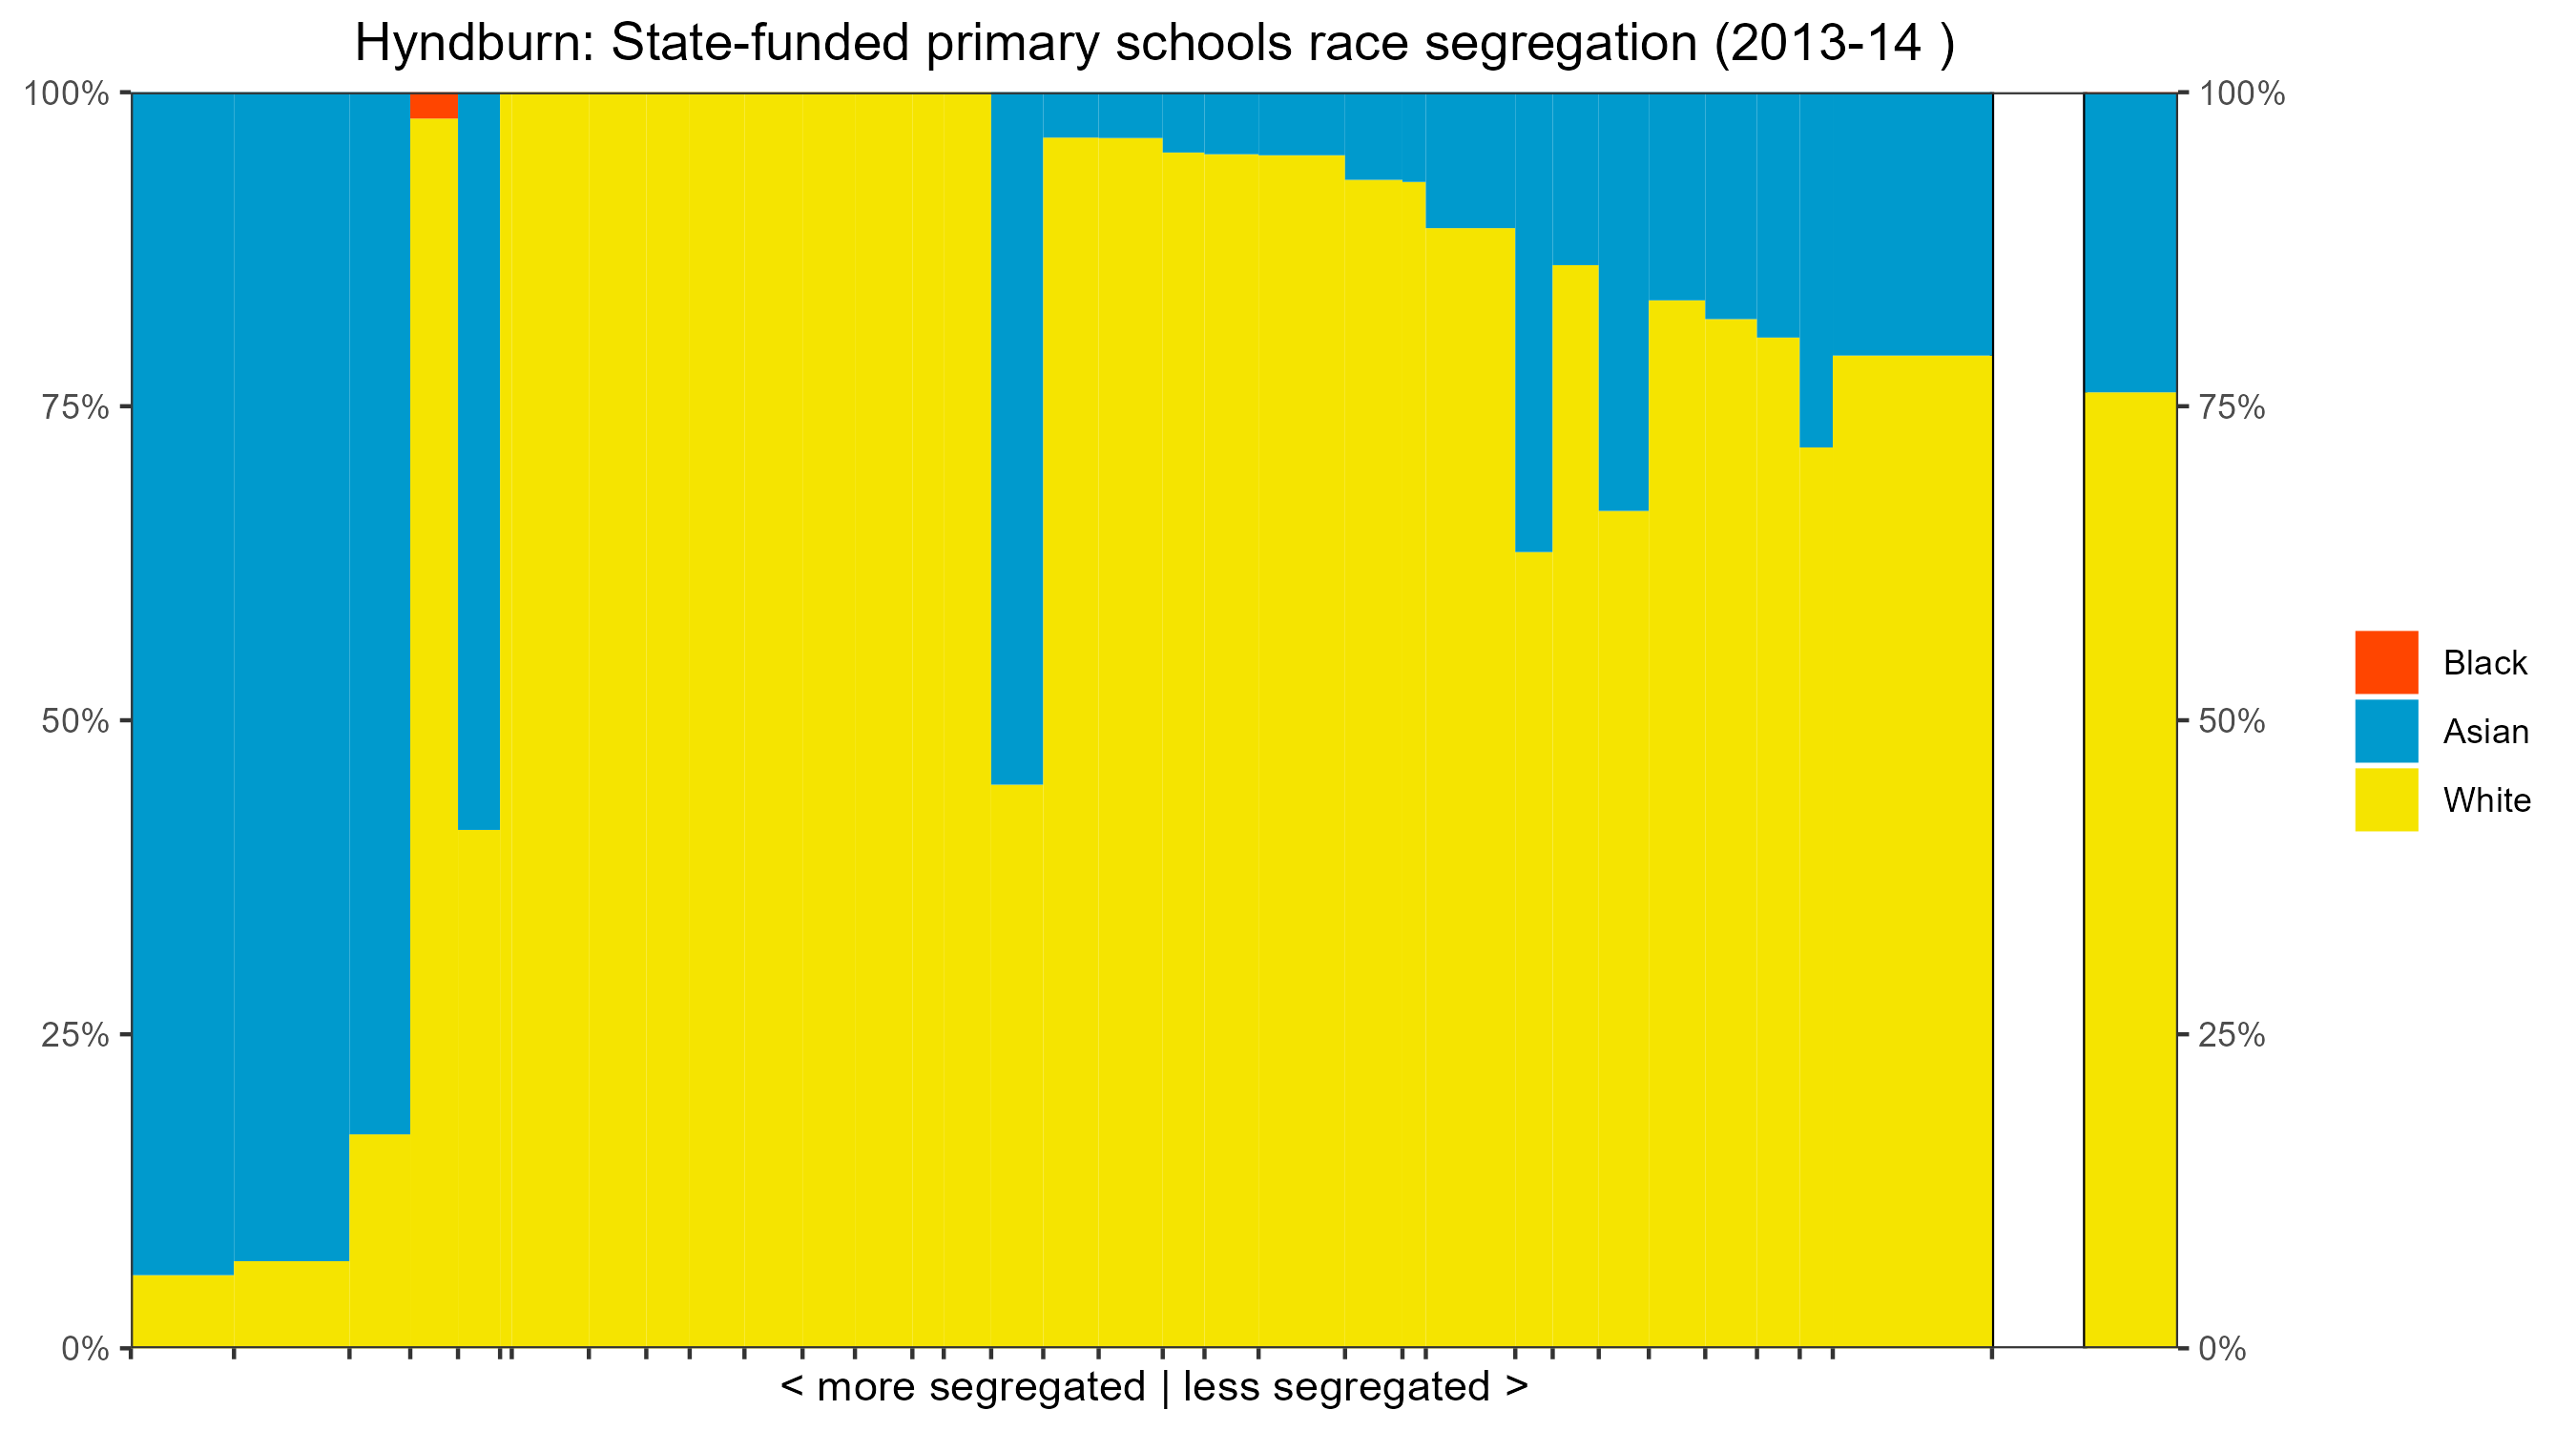 Hyndburn: State-funded primary schools race segregation (2013-14 )
100%
75%
50%
25%
0%
100%
75%
50%
25%
0%
< more segregated | less segregated >
Black
Asian
White